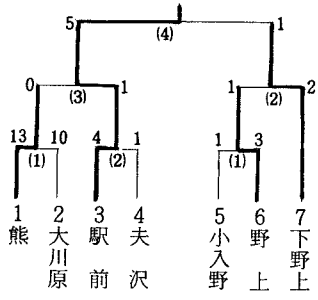 5 (4) 1
0 (3) 1 1 (2) 2
13 (1) 10 4 (2) 1 1 (1) 3
1 2 3 4 5 6 7
熊 大川原 駅前 夫沢 小入野 野上 下野上